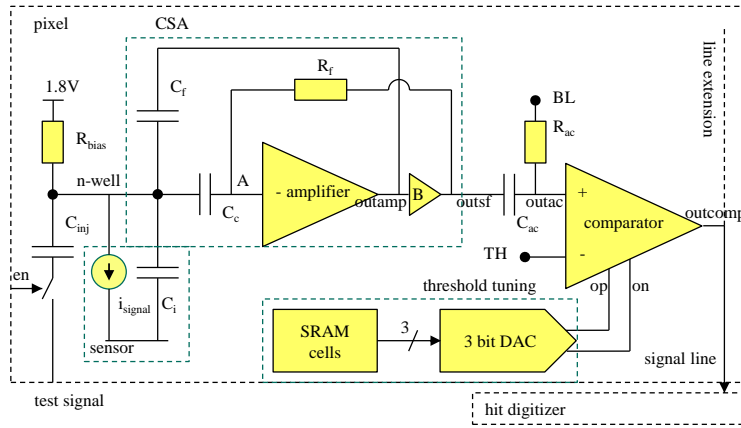 pixel
CSA
line extension
1.8V
C_f
R_f
BL
R_bias
R_ac
n-well
A
- amplifier
B
+
C_inj
C_c
outamp
outsf
C_ac
outac
comparator
outcomp
TH
-
en
i_signal
C_i
threshold tuning
op
on
sensor
SRAM
cells
3
3 bit DAC
signal line
test signal
hit digitizer